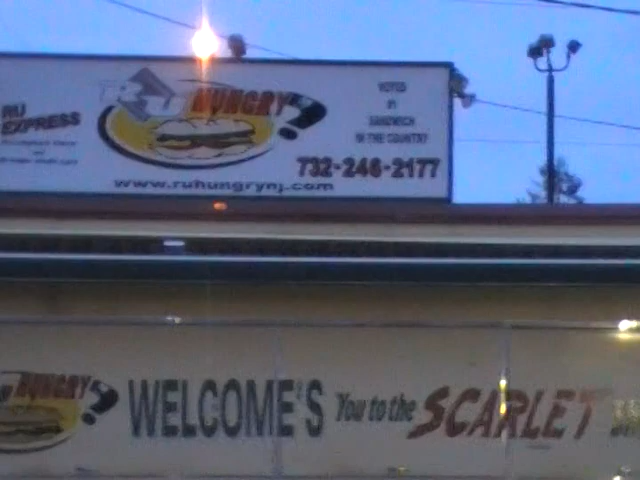 RU
EXPRESS
RU HUNGRY?
VOTED
#1
SANDWICH
IN THE COUNTRY
732-246-2177
www.ruhungrynj.com
HUNGRY?
WELCOME'S You to the SCARLET